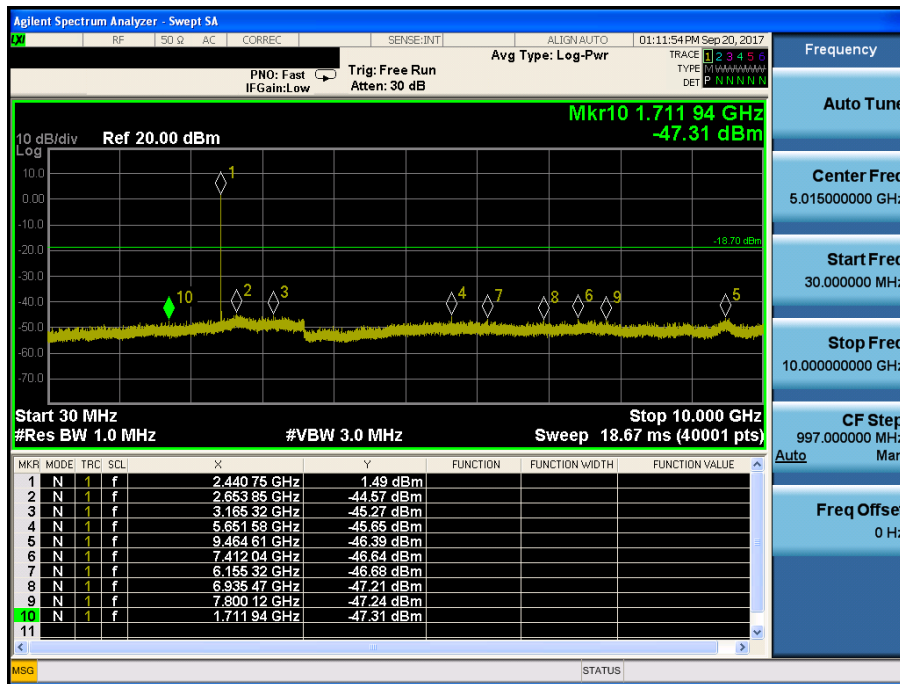 Agilent Spectrum Analyzer - Swept SA
LXI RF 50 Ω AC CORREC SENSE:INT ALIGN AUTO 01:11:54 PM Sep 20, 2017
Avg Type: Log-Pwr TRACE 1 2 3 4 5 6
PNO: Fast Trig: Free Run TYPE M WWWWW
IFGain:Low Atten: 30 dB DET P N N N N N
Mkr10 1.711 94 GHz
-47.31 dBm
10 dB/div Ref 20.00 dBm
Log
10.0
0.00
-10.0
-20.0
-30.0
-40.0
-50.0
-60.0
-70.0
1
-18.70 dBm
10 2 3 4 7 8 6 9 5
Start 30 MHz Stop 10.000 GHz
#Res BW 1.0 MHz #VBW 3.0 MHz Sweep 18.67 ms (40001 pts)
MKR MODE TRC SCL X Y FUNCTION FUNCTION WIDTH FUNCTION VALUE
1 N 1 f 2.440 75 GHz 1.49 dBm
2 N 1 f 2.653 85 GHz -44.57 dBm
3 N 1 f 3.165 32 GHz -45.27 dBm
4 N 1 f 5.651 58 GHz -45.65 dBm
5 N 1 f 9.464 61 GHz -46.39 dBm
6 N 1 f 7.412 04 GHz -46.64 dBm
7 N 1 f 6.155 32 GHz -46.68 dBm
8 N 1 f 6.935 47 GHz -47.21 dBm
9 N 1 f 7.800 12 GHz -47.24 dBm
10 N 1 f 1.711 94 GHz -47.31 dBm
11
MSG STATUS
Frequency
Auto Tune
Center Freq
5.015000000 GHz
Start Freq
30.000000 MHz
Stop Freq
10.000000000 GHz
CF Step
997.000000 MHz
Auto Man
Freq Offset
0 Hz